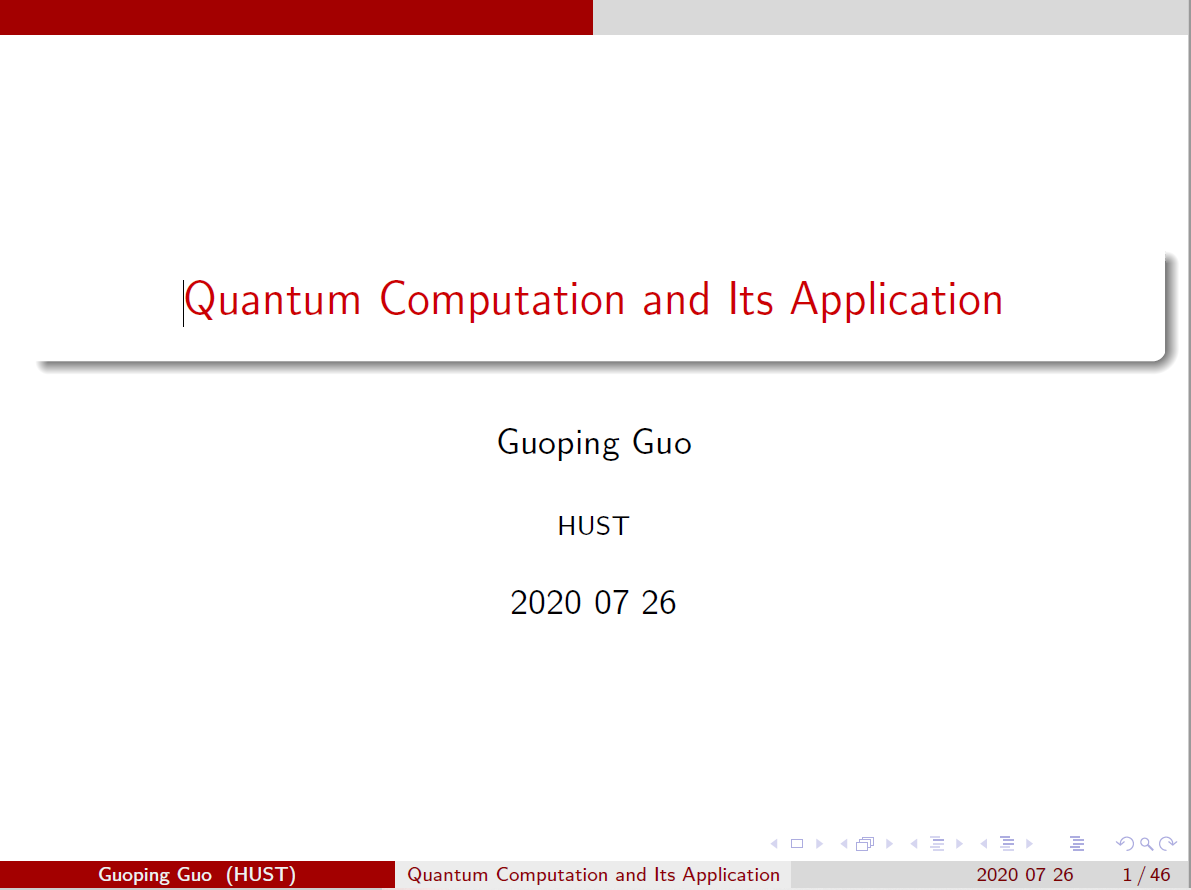 Quantum Computation and Its Application
Guoping Guo
HUST
2020 07 26
Guoping Guo (HUST)
Quantum Computation and Its Application
2020 07 26
1 / 46